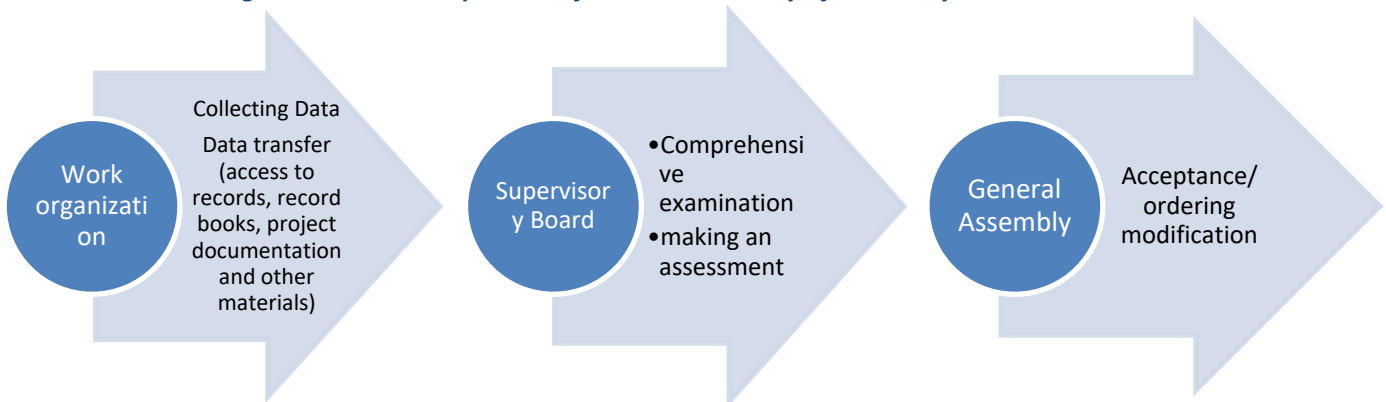 Work
organizati
on
Collecting Data
Data transfer
(access to
records, record
books, project
documentation
and other
materials)
Supervisor
y Board
•Comprehensi
ve
examination
•making an
assessment
General
Assembly
Acceptance/
ordering
modification